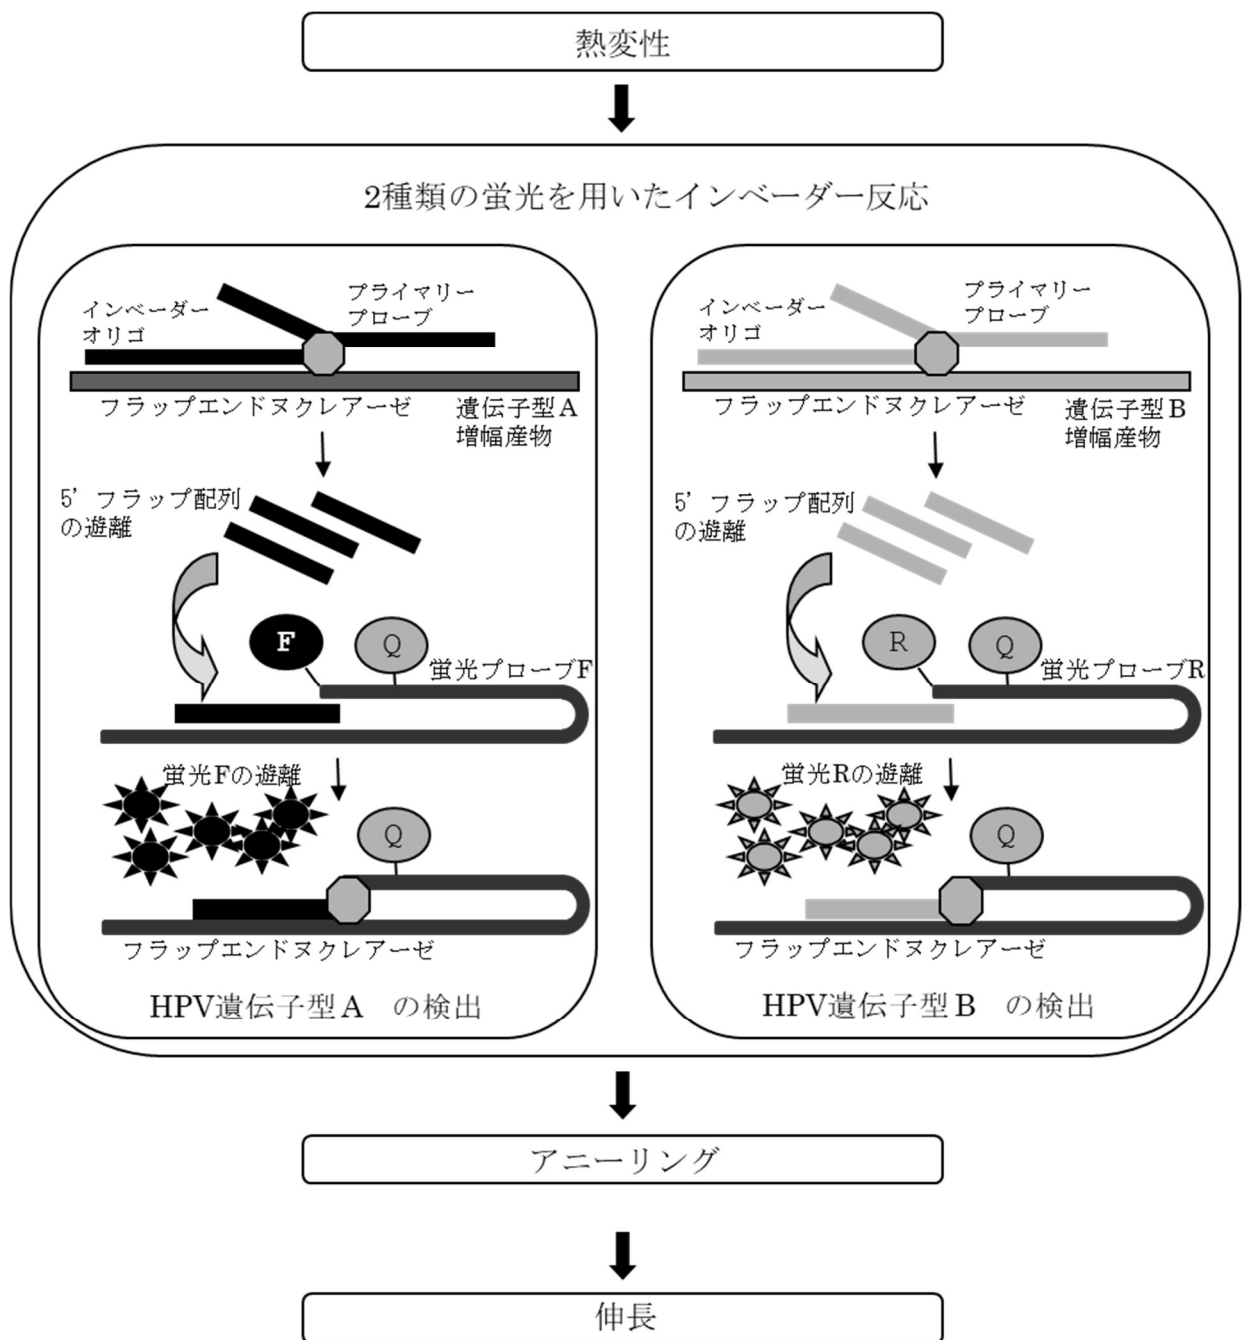 熱変性
2種類の蛍光を用いたインベーダー反応
インベーダー
オリゴ
プライマリー
プローブ
フラップエンドヌクレアーゼ
遺伝子型A
増幅産物
5’フラップ配列
の遊離
F
Q
蛍光プローブF
蛍光Fの遊離
Q
フラップエンドヌクレアーゼ
HPV遺伝子型A　の検出
インベーダー
オリゴ
プライマリー
プローブ
フラップエンドヌクレアーゼ
遺伝子型B
増幅産物
5’フラップ配列
の遊離
R
Q
蛍光プローブR
蛍光Rの遊離
Q
フラップエンドヌクレアーゼ
HPV遺伝子型B　の検出
アニーリング
伸長